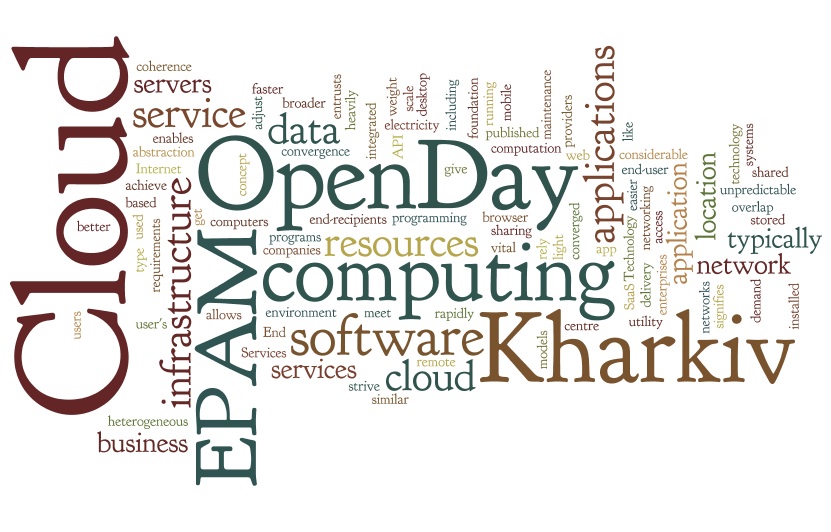 Cloud
coherence
servers
service
enables
abstraction
Internet
achieve
based
better
used
type
requirements
infrastructure
get
users
user's
heterogeneous
business
EPAM
allows
adjust
faster
broader
data
convergence
concept
OpenDay
entrusts
heavily
integrated
weight
scale
desktop
electricity
API
including
foundation
running
mobile
published
computation
maintenance
providers
web
give
applications
like
considerable
end-user
easier
networking
access
application
location
technology
systems
shared
unpredictable
overlap
stored
typically
network
computers
end-recipients
programming
browser
sharing
vital
rely
light
converged
app
programs
companies
resources
computing
SaaS
Technology
delivery
enterprises
environment
meet
rapidly
End
Services
services
software
remote
cloud
strive
similar
Kharkiv
models
centre
utility
networks
signifies
demand
installed